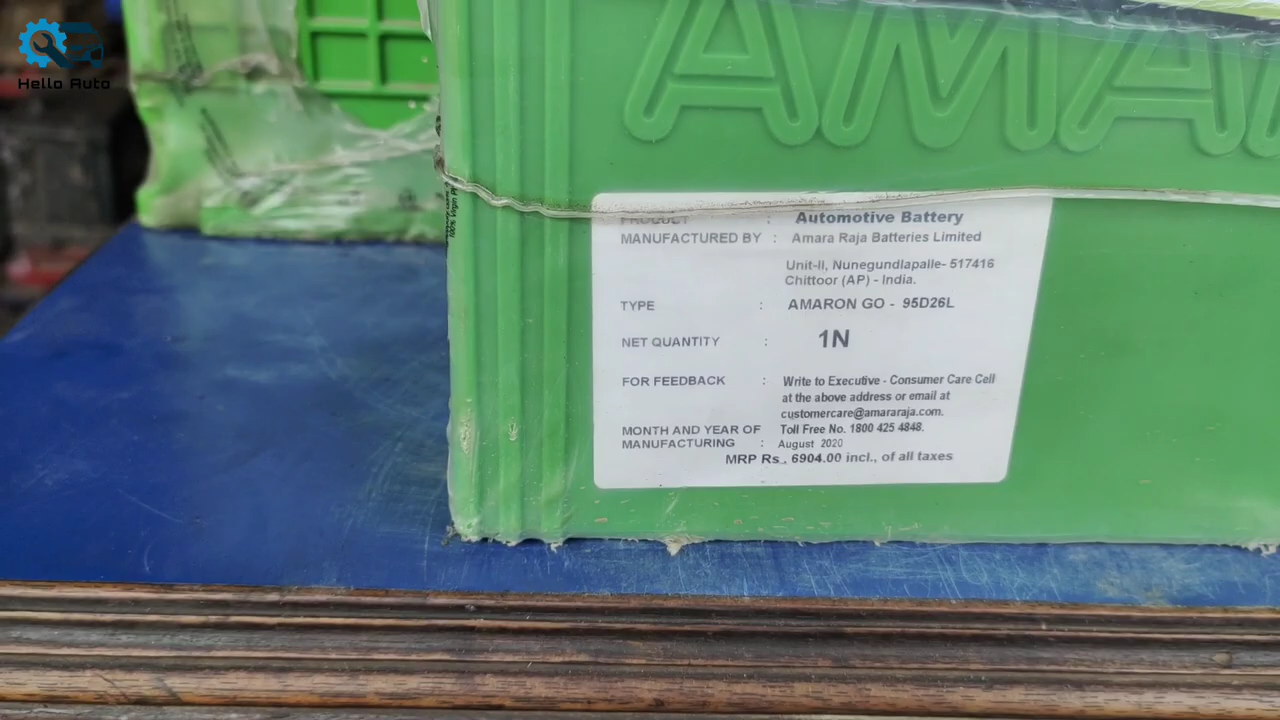 Hello Auto
AMA
PRODUCT : Automotive Battery
MANUFACTURED BY : Amara Raja Batteries Limited
Unit-II, Nunegundlapalle- 517416
Chittoor (AP) - India.
TYPE : AMARON GO - 95D26L
NET QUANTITY : 1N
FOR FEEDBACK : Write to Executive - Consumer Care Cell
at the above address or email at
customercare@amararaja.com.
Toll Free No. 1800 425 4848.
MONTH AND YEAR OF
MANUFACTURING : August 2020
MRP Rs., 6904.00 incl., of all taxes